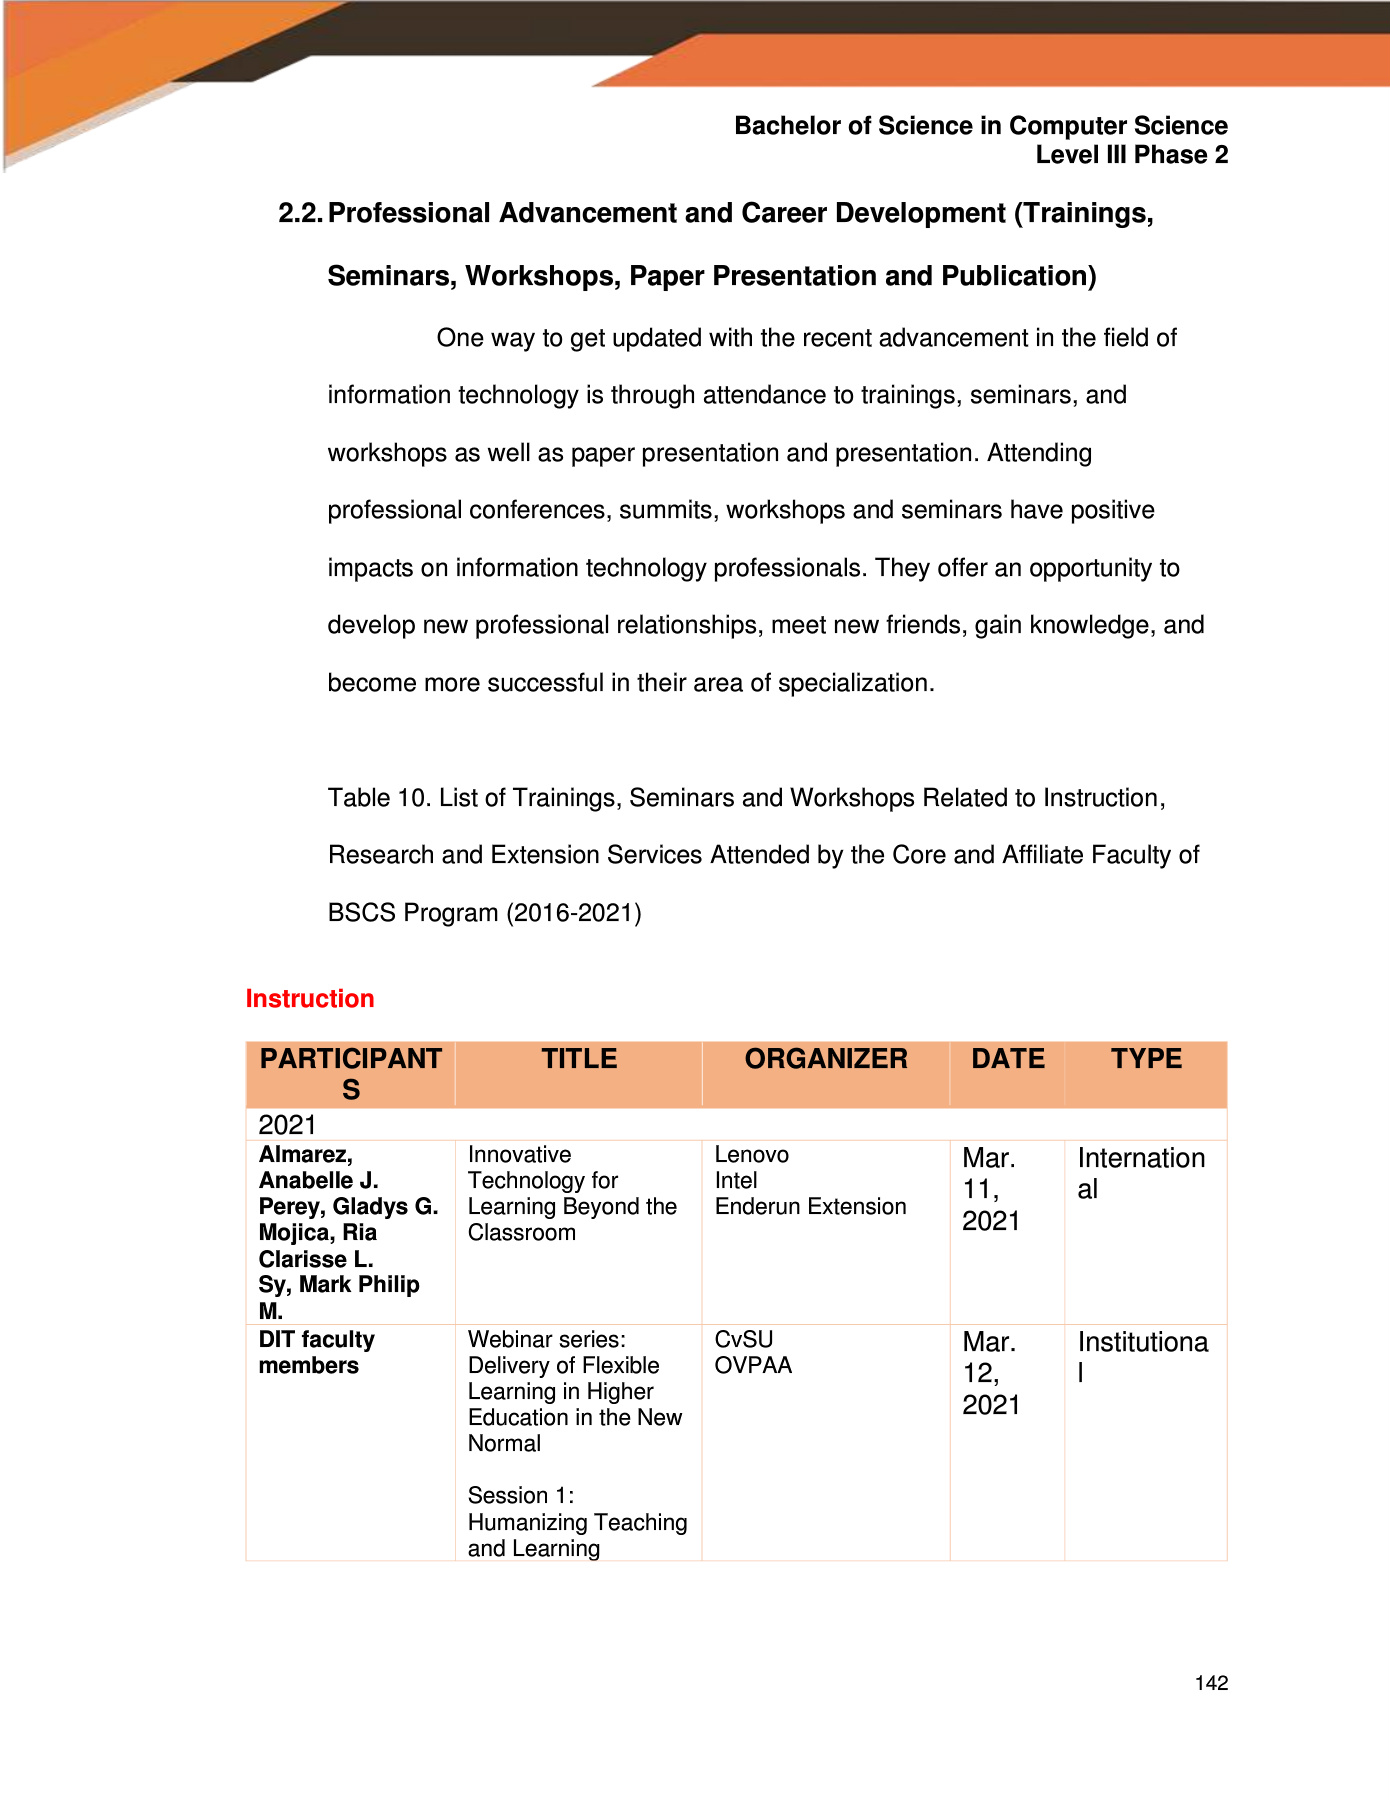 Bachelor of Science in Computer Science
Level III Phase 2
2.2. Professional Advancement and Career Development (Trainings,
Seminars, Workshops, Paper Presentation and Publication)
One way to get updated with the recent advancement in the field of
information technology is through attendance to trainings, seminars, and
workshops as well as paper presentation and presentation. Attending
professional conferences, summits, workshops and seminars have positive
impacts on information technology professionals. They offer an opportunity to
develop new professional relationships, meet new friends, gain knowledge, and
become more successful in their area of specialization.
Table 10. List of Trainings, Seminars and Workshops Related to Instruction,
Research and Extension Services Attended by the Core and Affiliate Faculty of
BSCS Program (2016-2021)
Instruction
PARTICIPANT
S
TITLE
ORGANIZER
DATE
TYPE
2021
Almarez,
Anabelle J.
Perey, Gladys G.
Mojica, Ria
Clarisse L.
Sy, Mark Philip
M.
Innovative
Technology for
Learning Beyond the
Classroom
Lenovo
Intel
Enderun Extension
Mar.
11,
2021
Internation
al
DIT faculty
members
Webinar series:
Delivery of Flexible
Learning in Higher
Education in the New
Normal
Session 1:
Humanizing Teaching
and Learning
CvSU
OVPAA
Mar.
12,
2021
Institutiona
l
142